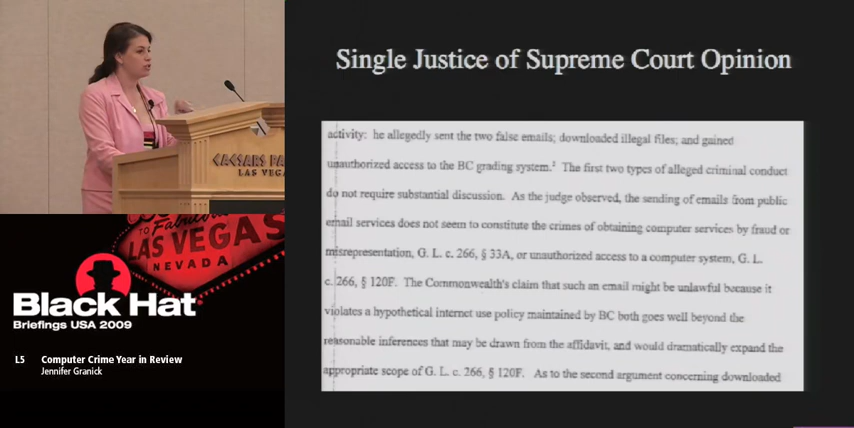 CAESARS PA
LAS VEGA
TO Fabulous
LAS VEGAS
NEVADA
Black Hat
Briefings USA 2009
L5 Computer Crime Year in Review
Jennifer Granick
Single Justice of Supreme Court Opinion
activity: he allegedly sent the two false emails; downloaded illegal files; and gained
unauthorized access to the BC grading system.² The first two types of alleged criminal conduct
do not require substantial discussion. As the judge observed, the sending of emails from public
email services does not seem to constitute the crimes of obtaining computer services by fraud or
misrepresentation, G. L. c. 266, § 33A, or unauthorized access to a computer system, G. L.
c. 266, § 120F. The Commonwealth's claim that such an email might be unlawful because it
violates a hypothetical internet use policy maintained by BC both goes well beyond the
reasonable inferences that may be drawn from the affidavit, and would dramatically expand the
appropriate scope of G. L. c. 266, § 120F. As to the second argument concerning downloaded